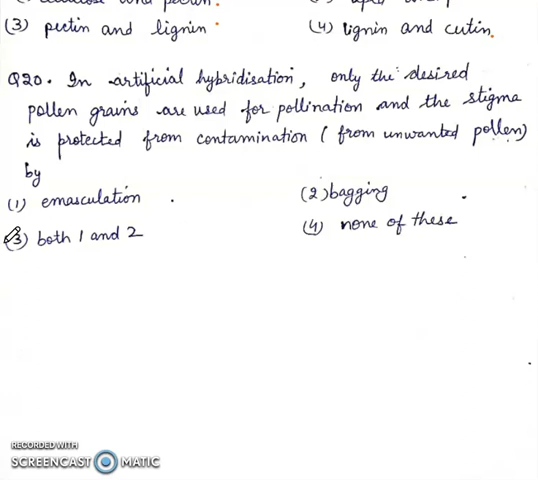 (3) pectin and lignin
(4) lignin and cutin.
Q20. In artificial hybridisation, only the desired
pollen grains are used for pollination and the stigma
is protected from contamination (from unwanted pollen)
by
(1) emasculation
(2) bagging
(3) both 1 and 2
(4) none of these
RECORDED WITH
SCREENCAST MATIC